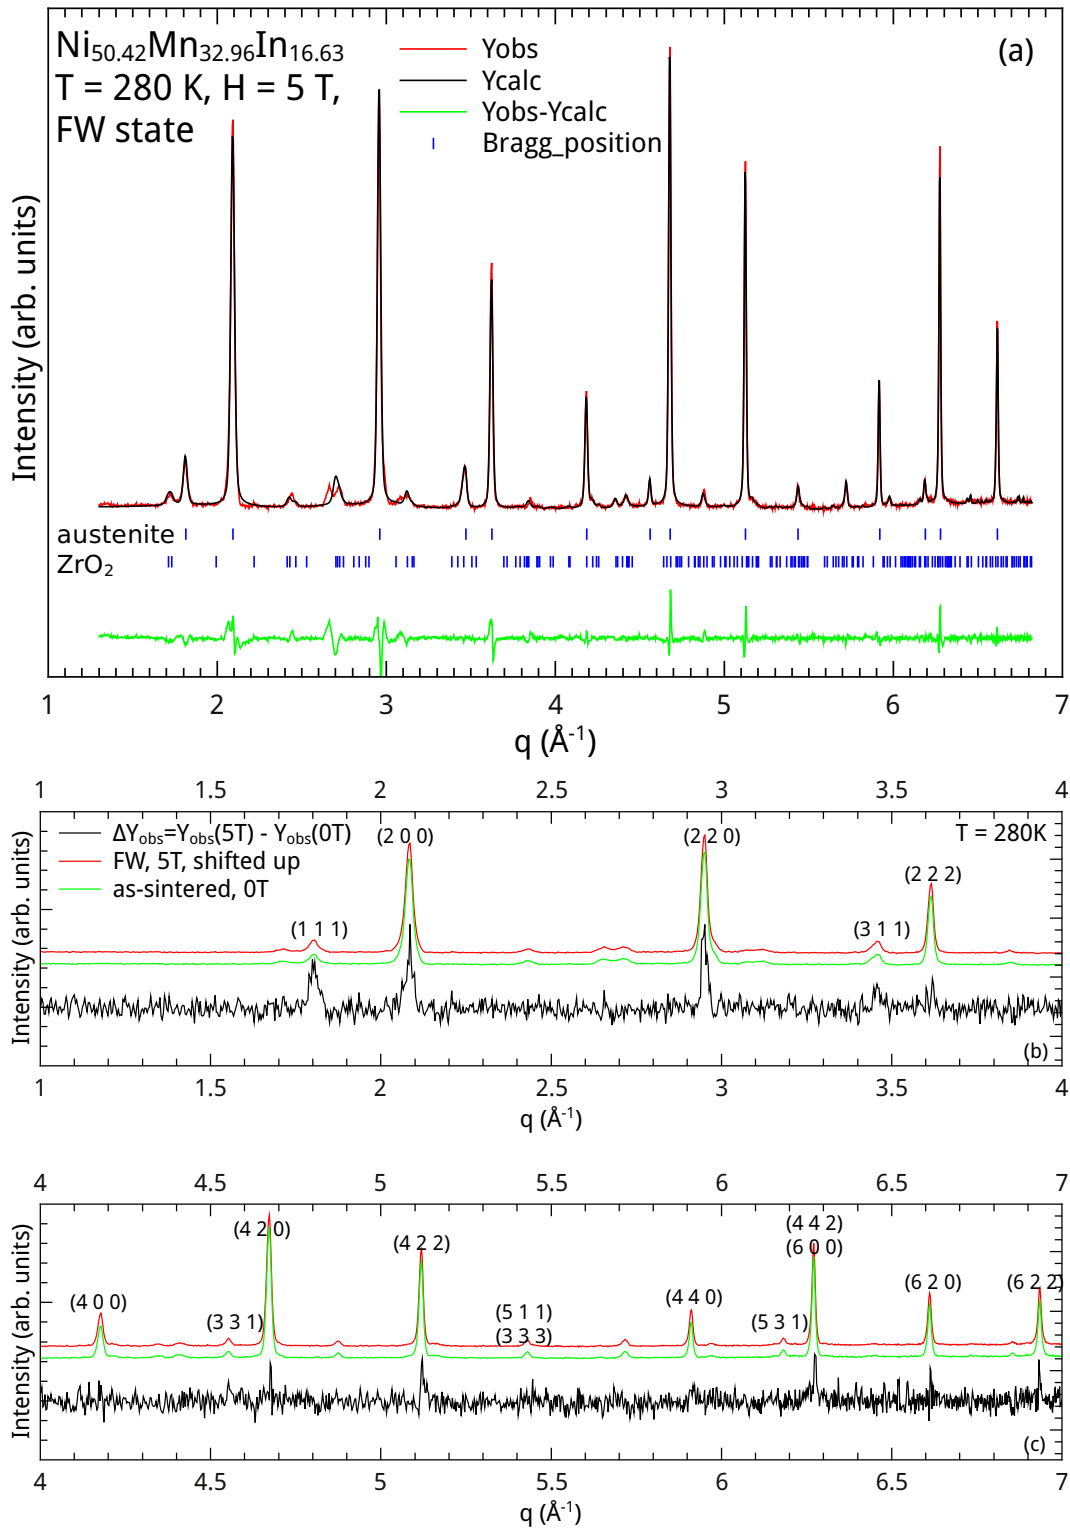 Ni50.42Mn32.96In16.63
T = 280 K, H = 5 T,
FW state
Yobs
Ycalc
Yobs-Ycalc
Bragg_position
(a)
Intensity (arb. units)
austenite
ZrO2
1 2 3 4 5 6 7
q (Å-1)
1 1.5 2 2.5 3 3.5 4
ΔYobs=Yobs(5T) - Yobs(0T)
FW, 5T, shifted up
as-sintered, 0T
T = 280K
(1 1 1)
(2 0 0)
(2 2 0)
(3 1 1)
(2 2 2)
Intensity (arb. units)
(b)
1 1.5 2 2.5 3 3.5 4
q (Å-1)
4 4.5 5 5.5 6 6.5 7
(4 0 0)
(3 3 1)
(4 2 0)
(4 2 2)
(5 1 1)
(3 3 3)
(4 4 0)
(5 3 1)
(4 4 2)
(6 0 0)
(6 2 0)
(6 2 2)
Intensity (arb. units)
(c)
4 4.5 5 5.5 6 6.5 7
q (Å-1)